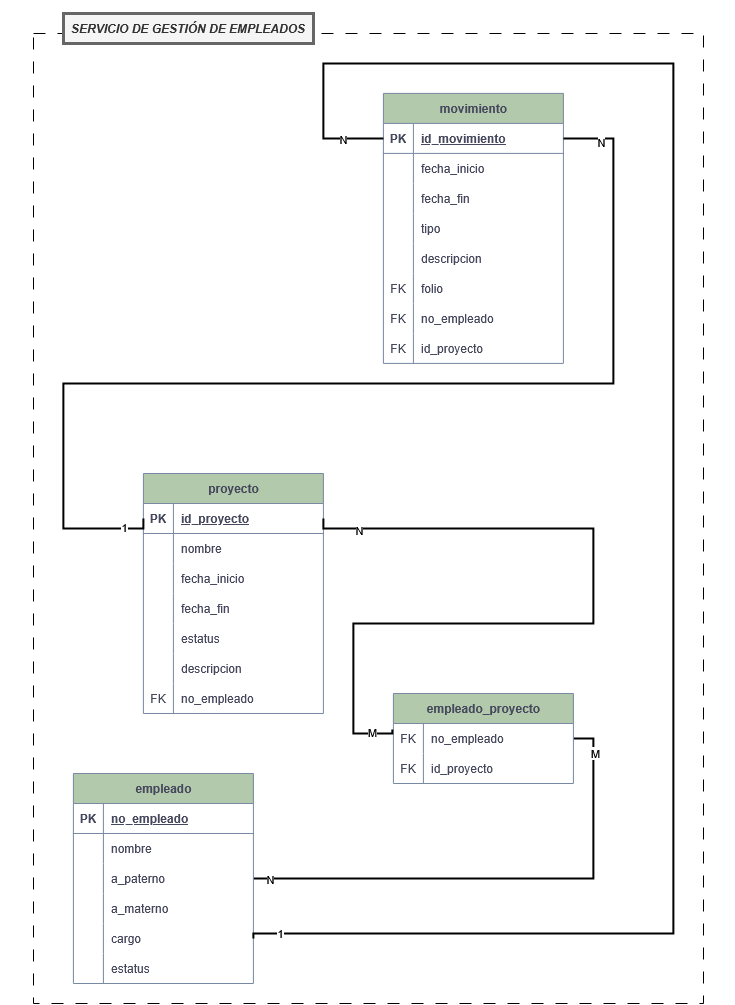 SERVICIO DE GESTIÓN DE EMPLEADOS
movimiento
N PK id_movimiento N
fecha_inicio
fecha_fin
tipo
descripcion
FK folio
FK no_empleado
FK id_proyecto
proyecto
1 PK id_proyecto N
nombre
fecha_inicio
fecha_fin
estatus
descripcion
FK no_empleado
empleado_proyecto
M FK no_empleado M
FK id_proyecto
empleado
PK no_empleado
nombre
a_paterno N
a_materno
cargo 1
estatus